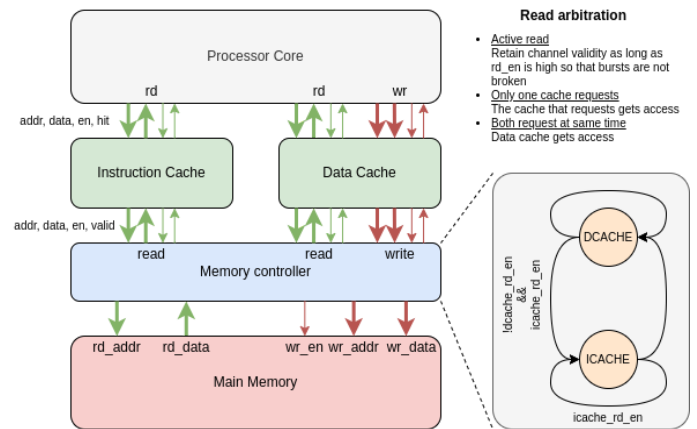 Read arbitration
Processor Core
• Active read
Retain channel validity as long as
rd_en is high so that bursts are not
broken
• Only one cache requests
The cache that requests gets access
• Both request at same time
Data cache gets access
rd
rd
wr
addr, data, en, hit
Instruction Cache
Data Cache
addr, data, en, valid
read
read
write
Memory controller
rd_addr
rd_data
wr_en
wr_addr
wr_data
Main Memory
DCACHE
!dcache_rd_en
&&
icache_rd_en
ICACHE
icache_rd_en